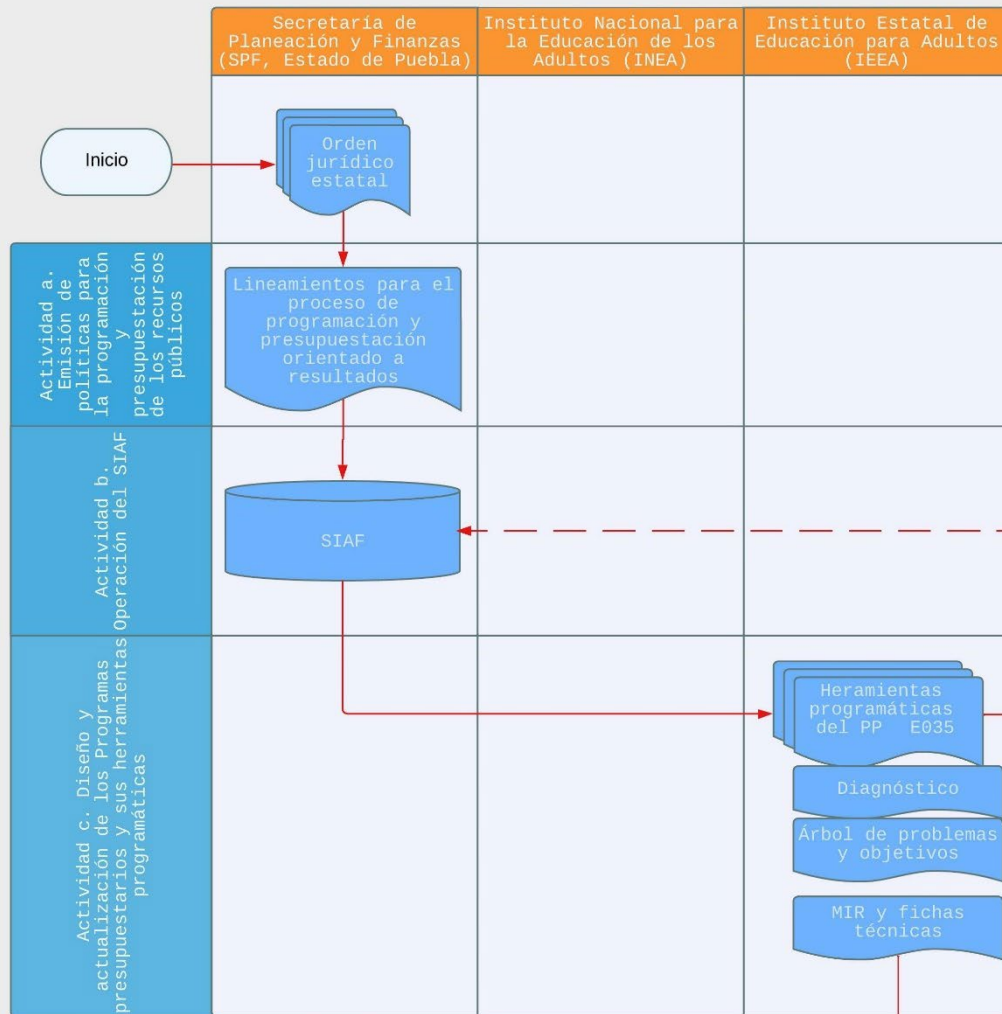 Secretaría de
Planeación y Finanzas
(SPF, Estado de Puebla)
Instituto Nacional para
la Educación de los
Adultos (INEA)
Instituto Estatal de
Educación para Adultos
(IEEA)
Inicio
Orden
jurídico
estatal
Actividad a.
Emisión de
políticas para
la programación
y
presupuestación
de los recursos
públicos
Lineamientos para el
proceso de
programación y
presupuestación
orientado a
resultados
Actividad b.
Operación del SIAF
SIAF
Actividad c. Diseño y
actualización de los Programas
presupuestarios y sus herramientas
programáticas
Heramientas
programáticas
del PP E035
Diagnóstico
Árbol de problemas
y objetivos
MIR y fichas
técnicas